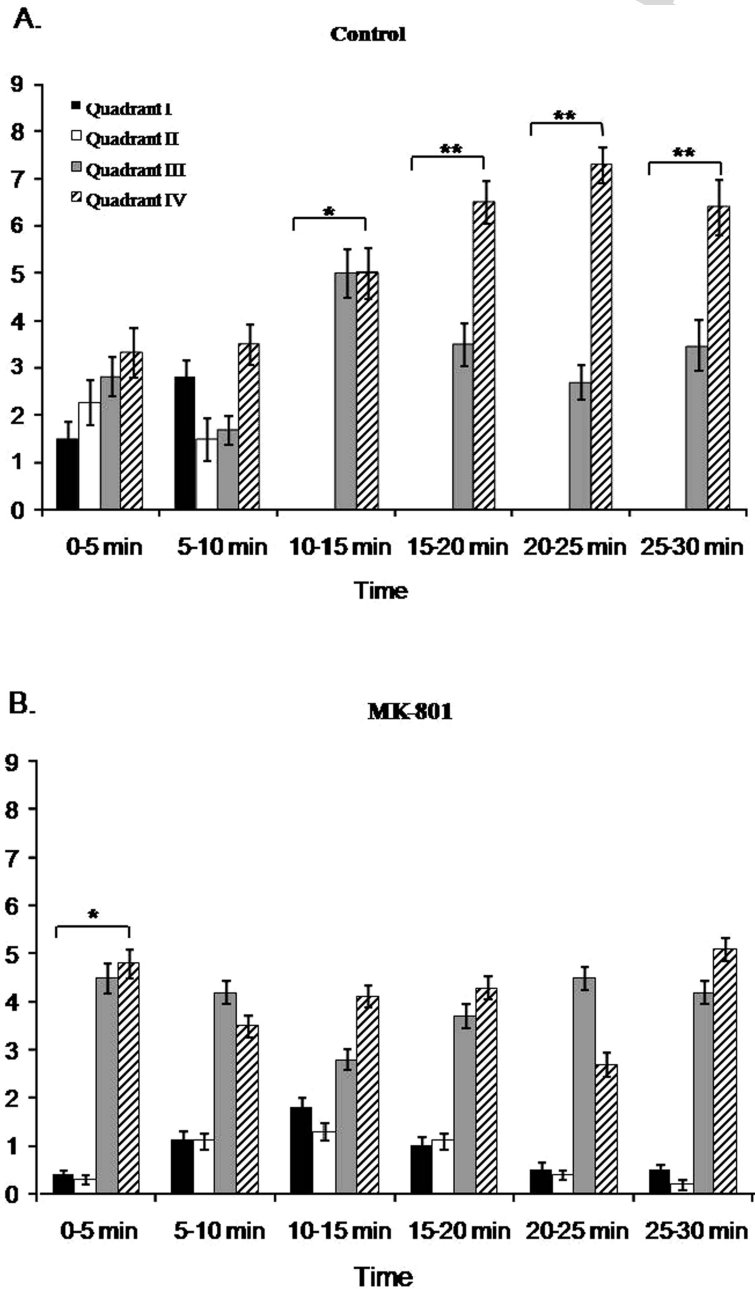 A.
Control
9
8
7
6
5
4
3
2
1
0
Quadrant I
Quadrant II
Quadrant III
Quadrant IV
*
**
**
**
0-5 min 5-10 min 10-15 min 15-20 min 20-25 min 25-30 min
Time
B.
MK-801
9
8
7
6
5
4
3
2
1
0
*
0-5 min 5-10 min 10-15 min 15-20 min 20-25 min 25-30 min
Time